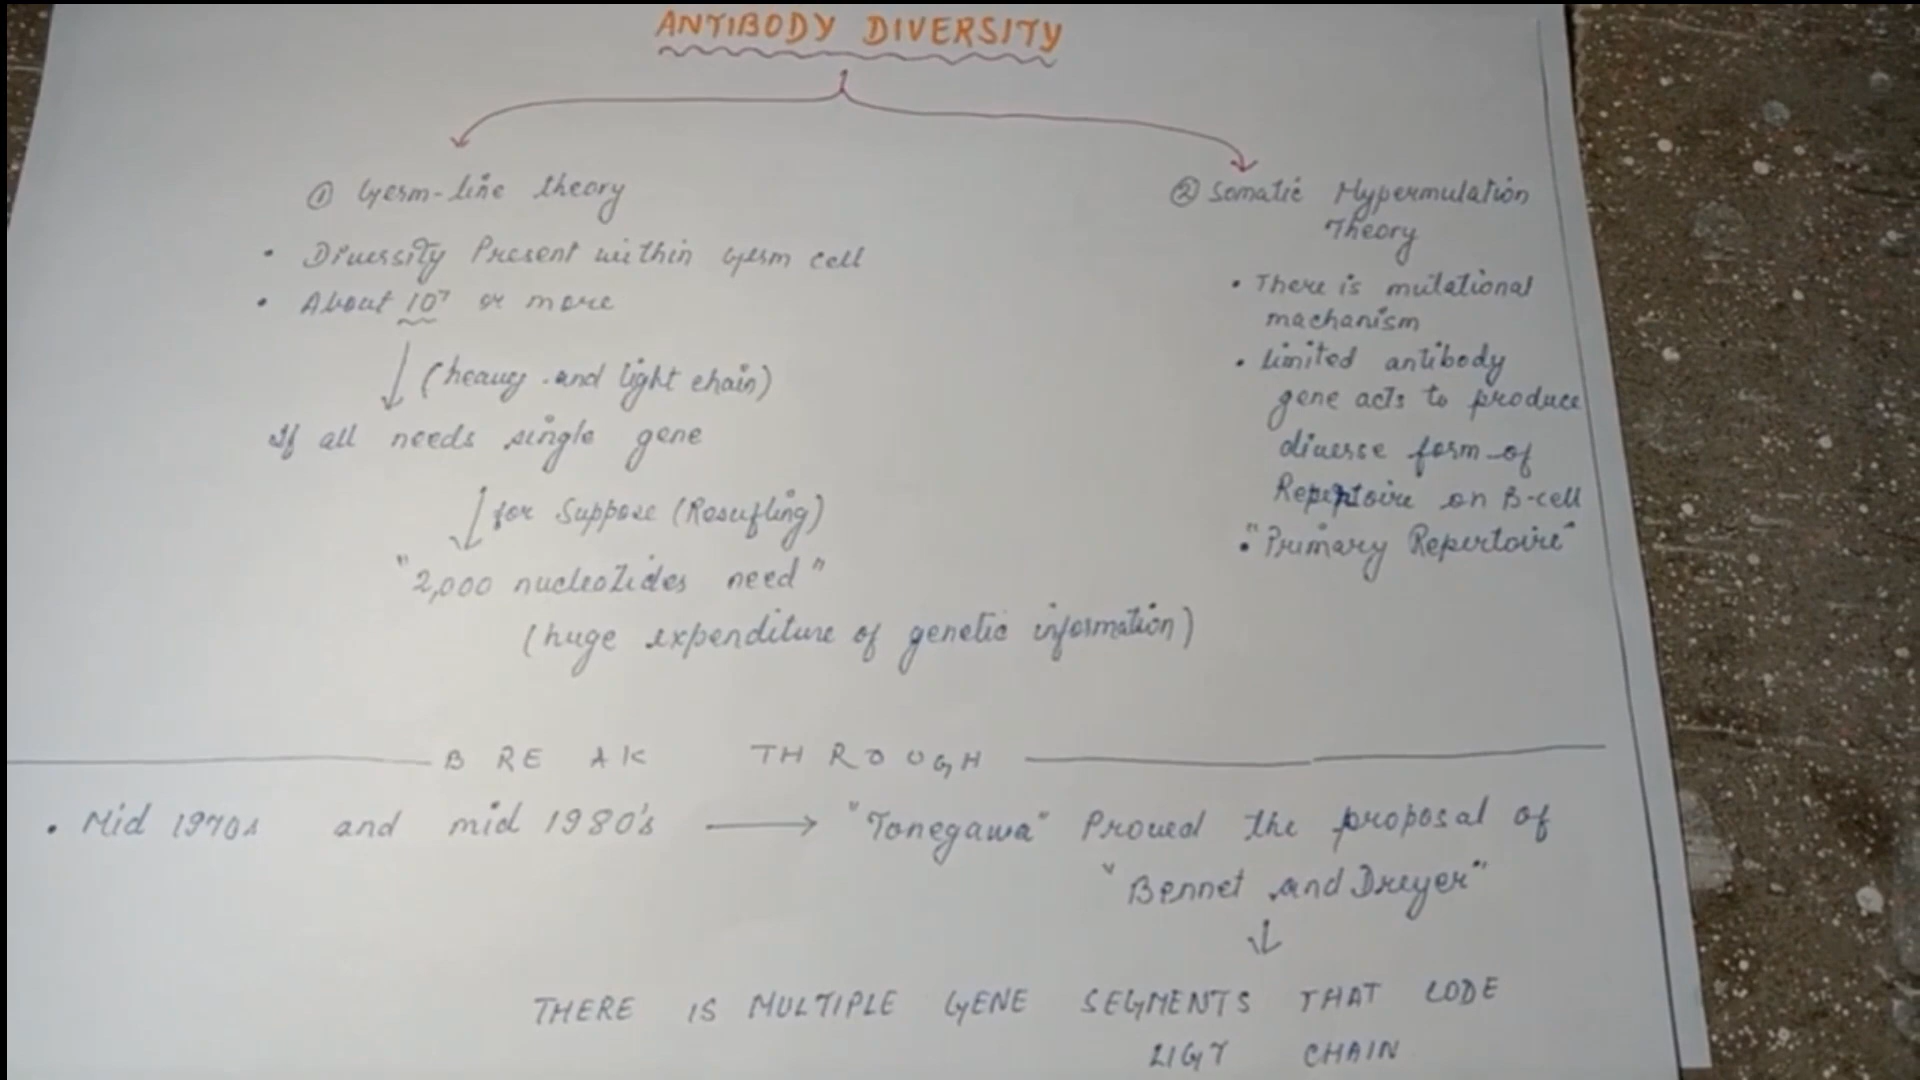 ANTIBODY DIVERSITY
① Germ-line theory
• Diversity Present within Germ cell
• About 10⁷ or more
(heavy and light chain)
If all needs single gene
for Suppose (Resulting)
"2,000 nucleotides need"
(huge expenditure of genetic information)
② Somatic Hypermutation
Theory
• There is mutational
machanism
• Limited antibody
gene acts to produce
diverse form of
Repertoire on B-cell
• "Primary Repertoire"
BREAK THROUGH
• Mid 1970s and mid 1980's → "Tonegawa" Proved the proposal of
"Bennet and Dreyer"
THERE IS MULTIPLE GENE SEGMENTS THAT CODE
LIGT CHAIN